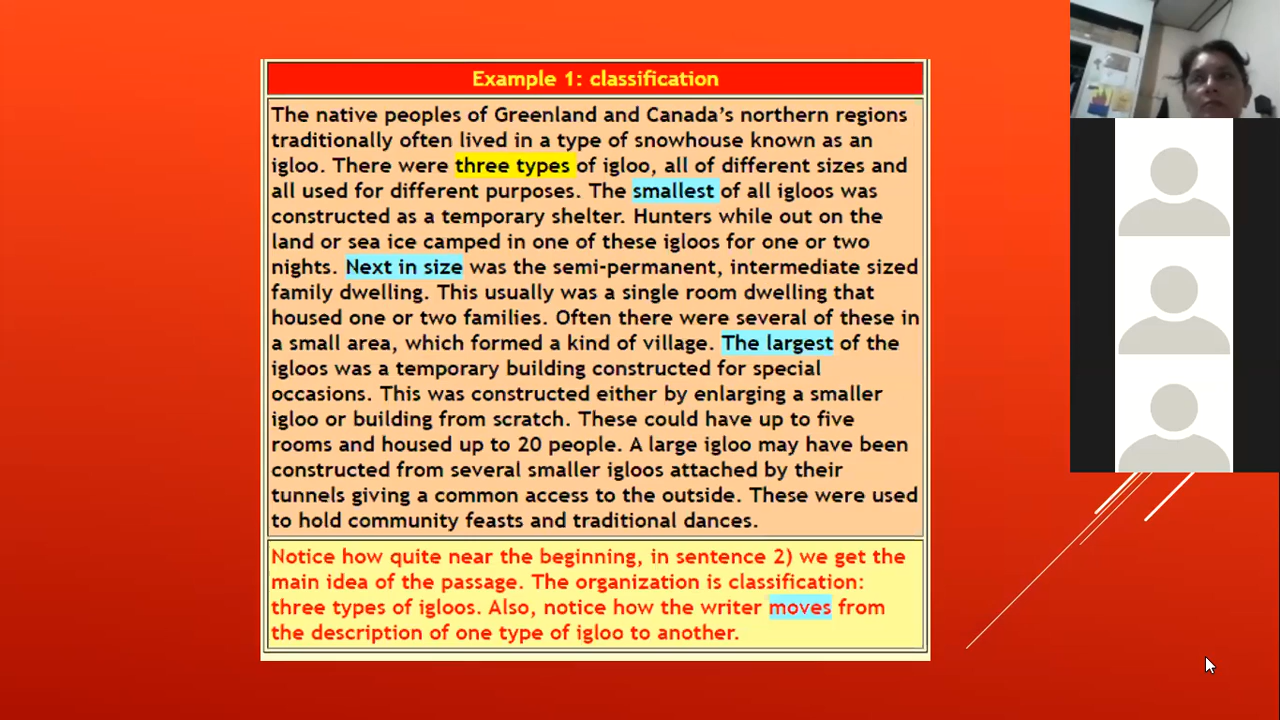 Example 1: classification
The native peoples of Greenland and Canada's northern regions
traditionally often lived in a type of snowhouse known as an
igloo. There were three types of igloo, all of different sizes and
all used for different purposes. The smallest of all igloos was
constructed as a temporary shelter. Hunters while out on the
land or sea ice camped in one of these igloos for one or two
nights. Next in size was the semi-permanent, intermediate sized
family dwelling. This usually was a single room dwelling that
housed one or two families. Often there were several of these in
a small area, which formed a kind of village. The largest of the
igloos was a temporary building constructed for special
occasions. This was constructed either by enlarging a smaller
igloo or building from scratch. These could have up to five
rooms and housed up to 20 people. A large igloo may have been
constructed from several smaller igloos attached by their
tunnels giving a common access to the outside. These were used
to hold community feasts and traditional dances.
Notice how quite near the beginning, in sentence 2) we get the
main idea of the passage. The organization is classification:
three types of igloos. Also, notice how the writer moves from
the description of one type of igloo to another.